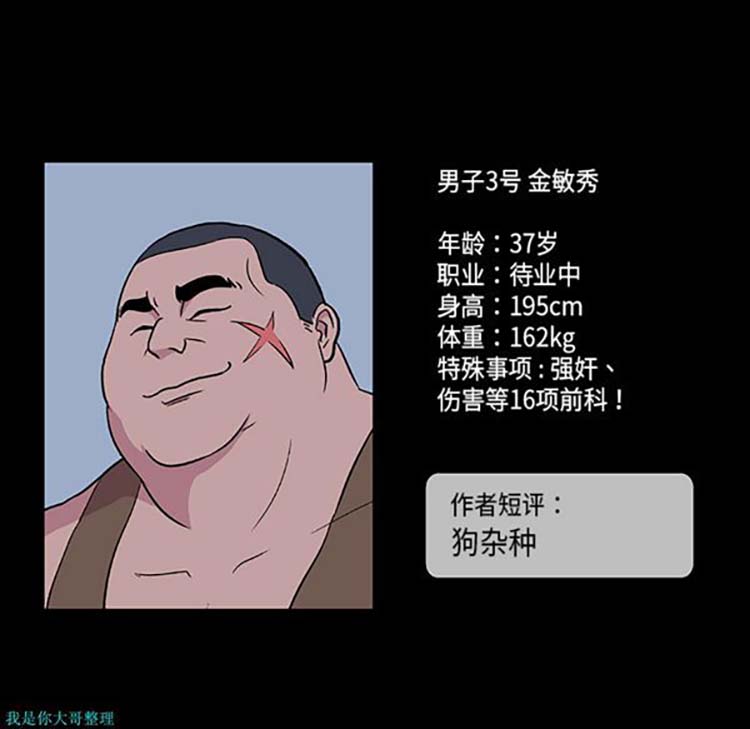 男子3号 金敏秀
年龄：37岁
职业：待业中
身高：195cm
体重：162kg
特殊事项：强奸、
伤害等16项前科！
作者短评：
狗杂种
我是你大哥整理